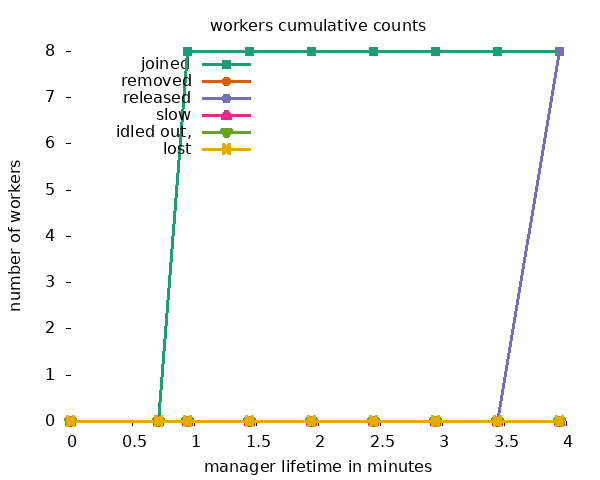 workers cumulative counts
number of workers
8
7
6
5
4
3
2
1
0
joined
removed
released
slow
idled out,
lost
0 0.5 1 1.5 2 2.5 3 3.5 4
manager lifetime in minutes